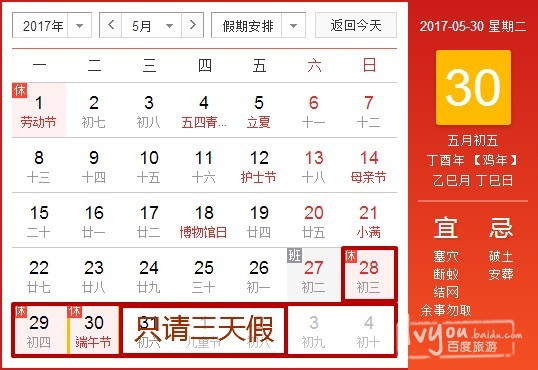 2017年 5月 假期安排 返回今天
一 二 三 四 五 六 日
休 1 2 3 4 5 6 7
劳动节 初七 初八 五四青... 立夏 十一 十二
8 9 10 11 12 13 14
十三 十四 十五 十六 护士节 十八 母亲节
15 16 17 18 19 20 21
二十 廿一 廿二 博物馆日 廿四 廿五 小满
22 23 24 25 26 班 27 休 28
廿七 廿八 廿九 三十 初一 初二 初三
休 29 休 30 31 3 4
初四 端午节 初六 儿童节 初八 初九 初十
只请三天假
2017-05-30 星期二
30
五月初五
丁酉年 【鸡年】
乙巳月 丁巳日
宜 忌
塞穴 破土
断蚁 安葬
结网
余事勿取
lvyou.baidu.com
百度旅游